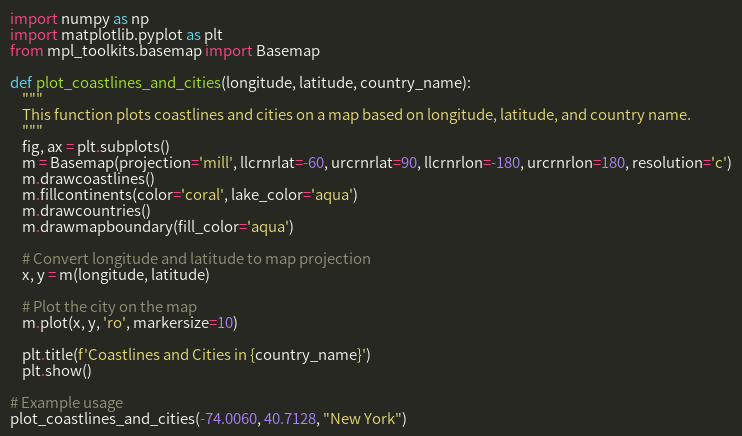 import numpy as np
import matplotlib.pyplot as plt
from mpl_toolkits.basemap import Basemap

def plot_coastlines_and_cities(longitude, latitude, country_name):
    """
    This function plots coastlines and cities on a map based on longitude, latitude, and country name.
    """
    fig, ax = plt.subplots()
    m = Basemap(projection='mill', llcrnrlat=-60, urcrnrlat=90, llcrnrlon=-180, urcrnrlon=180, resolution='c')
    m.drawcoastlines()
    m.fillcontinents(color='coral', lake_color='aqua')
    m.drawcountries()
    m.drawmapboundary(fill_color='aqua')

    # Convert longitude and latitude to map projection
    x, y = m(longitude, latitude)

    # Plot the city on the map
    m.plot(x, y, 'ro', markersize=10)

    plt.title(f'Coastlines and Cities in {country_name}')
    plt.show()

# Example usage
plot_coastlines_and_cities(-74.0060, 40.7128, "New York")